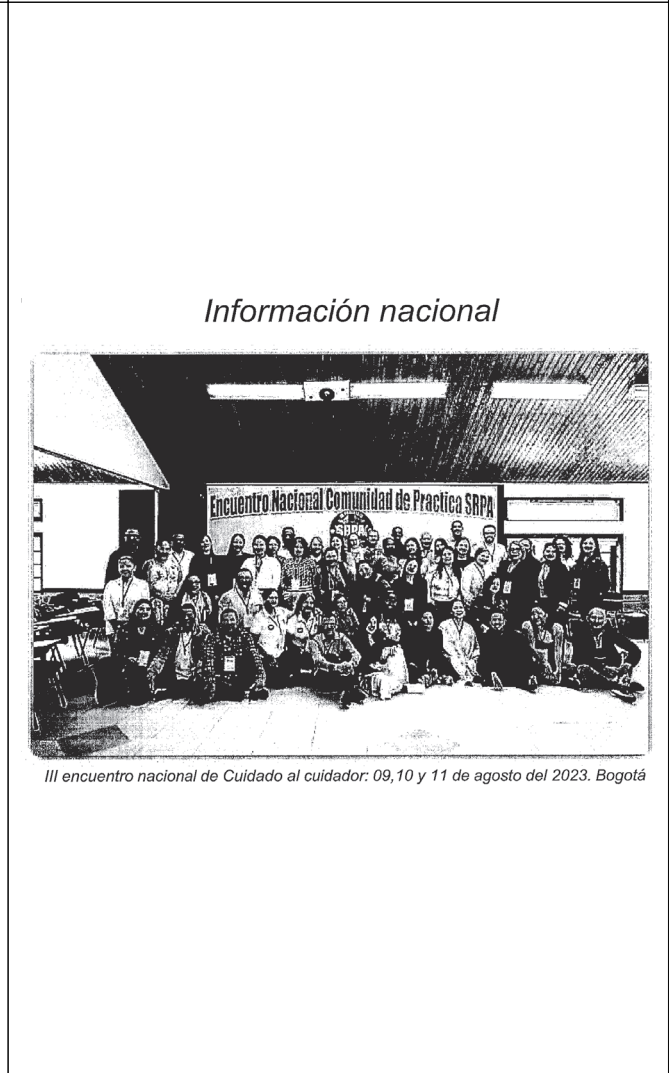 Información nacional
Encuentro Nacional Comunidad de Practica SRPA
SRPA
III encuentro nacional de Cuidado al cuidador: 09,10 y 11 de agosto del 2023. Bogotá